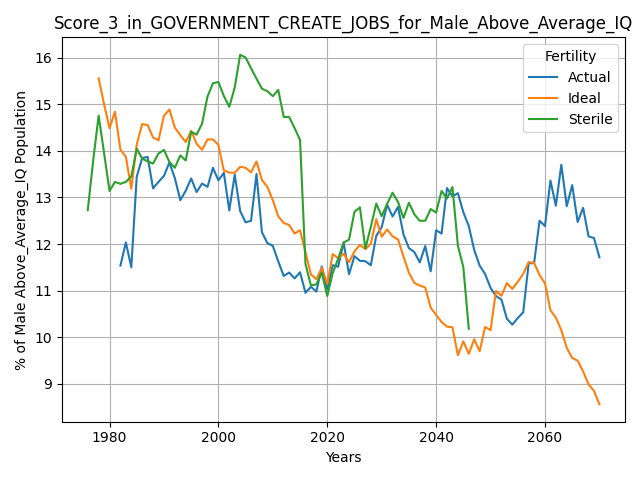 Score_3_in_GOVERNMENT_CREATE_JOBS_for_Male_Above_Average_IQ
Fertility
Actual
Ideal
Sterile
% of Male Above_Average_IQ Population
16
15
14
13
12
11
10
9
1980
2000
2020
2040
2060
Years